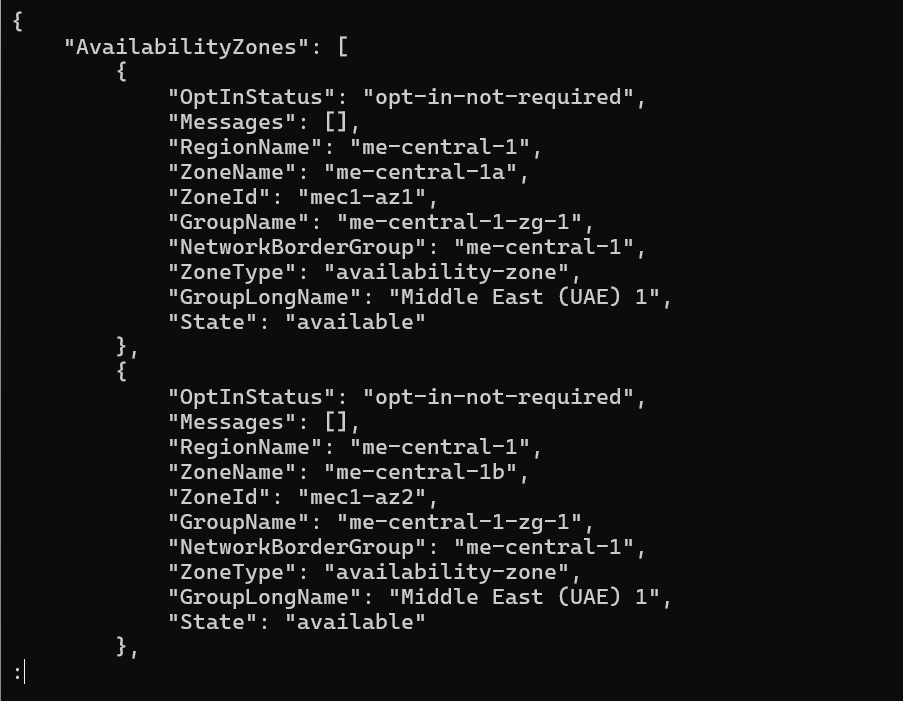 {
    "AvailabilityZones": [
        {
            "OptInStatus": "opt-in-not-required",
            "Messages": [],
            "RegionName": "me-central-1",
            "ZoneName": "me-central-1a",
            "ZoneId": "mec1-az1",
            "GroupName": "me-central-1-zg-1",
            "NetworkBorderGroup": "me-central-1",
            "ZoneType": "availability-zone",
            "GroupLongName": "Middle East (UAE) 1",
            "State": "available"
        },
        {
            "OptInStatus": "opt-in-not-required",
            "Messages": [],
            "RegionName": "me-central-1",
            "ZoneName": "me-central-1b",
            "ZoneId": "mec1-az2",
            "GroupName": "me-central-1-zg-1",
            "NetworkBorderGroup": "me-central-1",
            "ZoneType": "availability-zone",
            "GroupLongName": "Middle East (UAE) 1",
            "State": "available"
        },
: